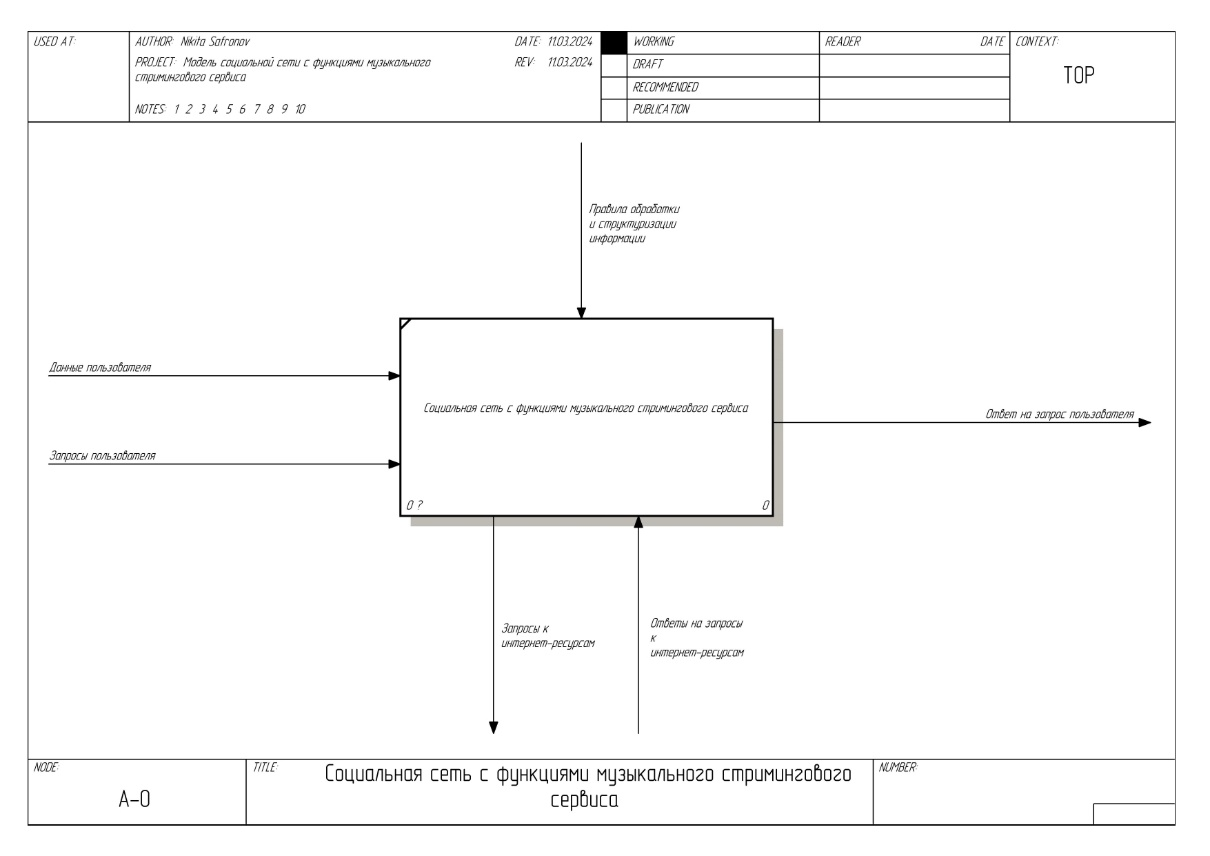 USED AT:
AUTHOR: Nikita Safronov
DATE: 11.03.2024
PROJECT: Модель социальной сети с функциями музыкального
стримингового сервиса
REV: 11.03.2024
NOTES: 1 2 3 4 5 6 7 8 9 10
WORKING
DRAFT
RECOMMENDED
PUBLICATION
READER
DATE
CONTEXT:
TOP
Правила обработки
и структуризации
информации
Данные пользователя
Запросы пользователя
Социальная сеть с функциями музыкального стримингового сервиса
0 ?
0
Ответ на запрос пользователя
Запросы к
интернет-ресурсам
Ответы на запросы
к
интернет-ресурсам
NODE:
A-0
TITLE:
Социальная сеть с функциями музыкального стримингового
сервиса
NUMBER: